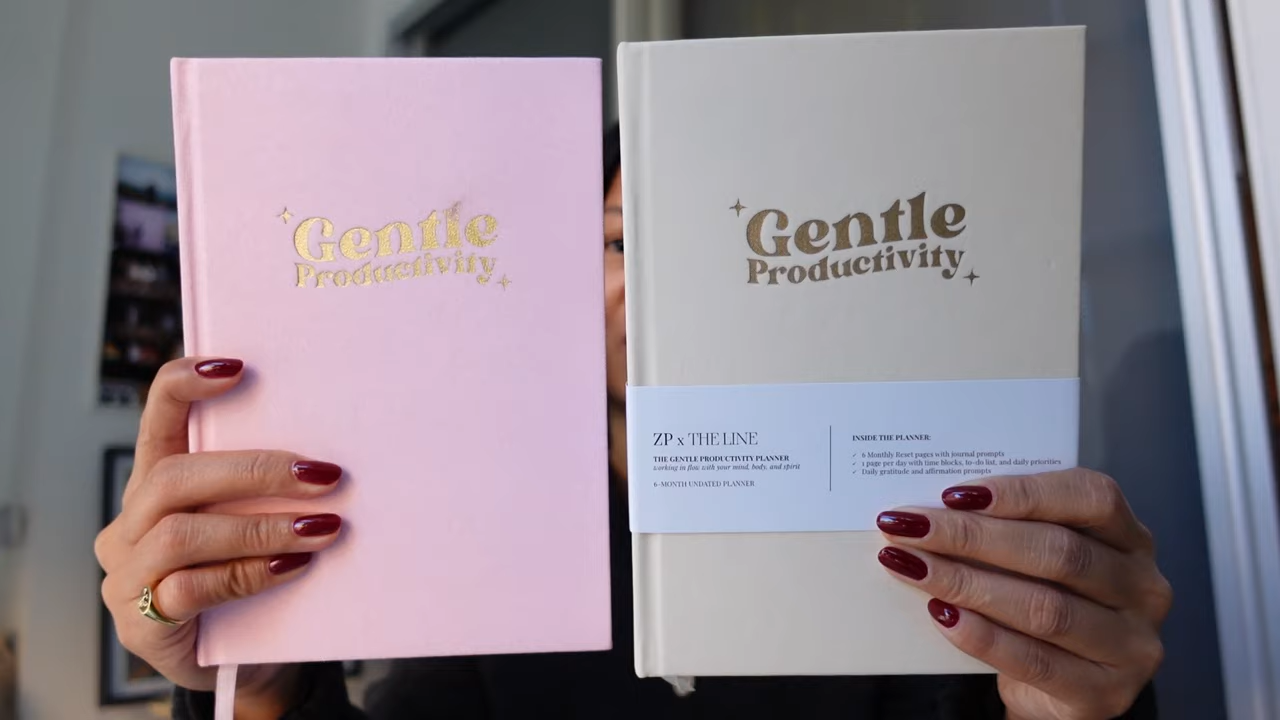 Gentle
Productivity
Gentle
Productivity
ZP x THE LINE
THE GENTLE PRODUCTIVITY PLANNER
working in flow with your mind, body, and spirit
6-MONTH UNDATED PLANNER
INSIDE THE PLANNER:
✓ 6 Monthly Reset pages with journal prompts
✓ 1 page per day with time blocks, to-do list, and daily priorities
✓ Daily gratitude and affirmation prompts